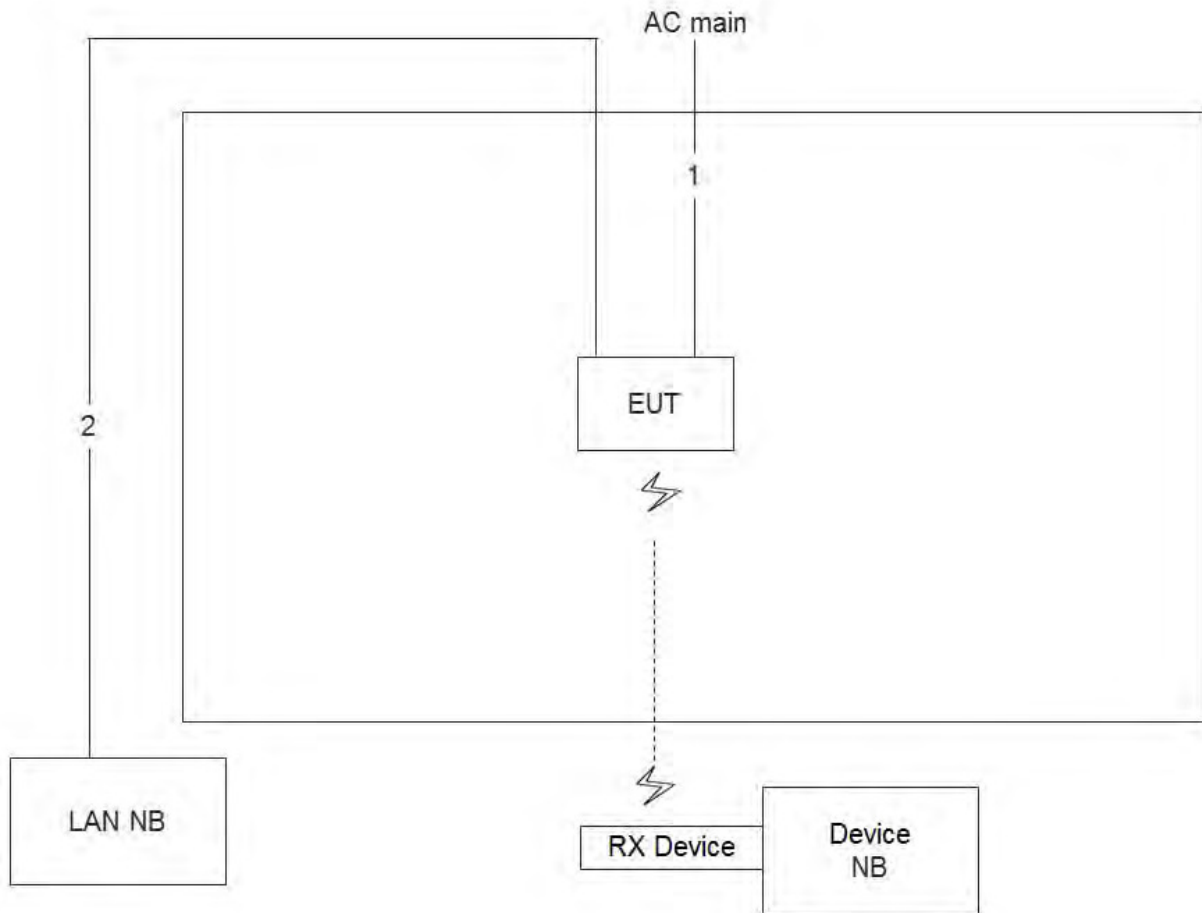 AC main
1
EUT
2
LAN NB
RX Device
Device
NB